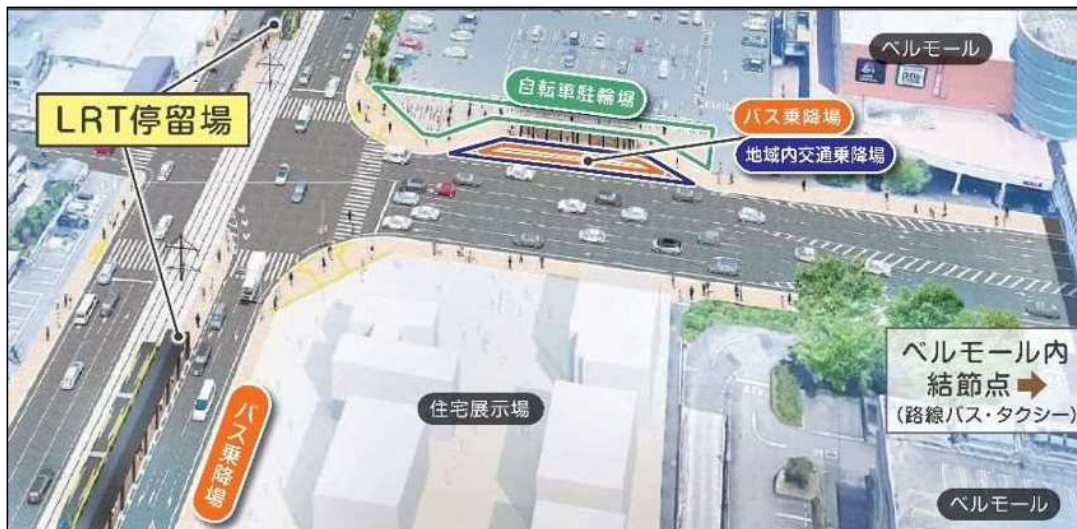 ベルモール
自転車駐輪場
LRT停留場
バス乗降場
地域内交通乗降場
ベルモール内
結節点➡
(路線バス・タクシー)
住宅展示場
バス乗降場
ベルモール